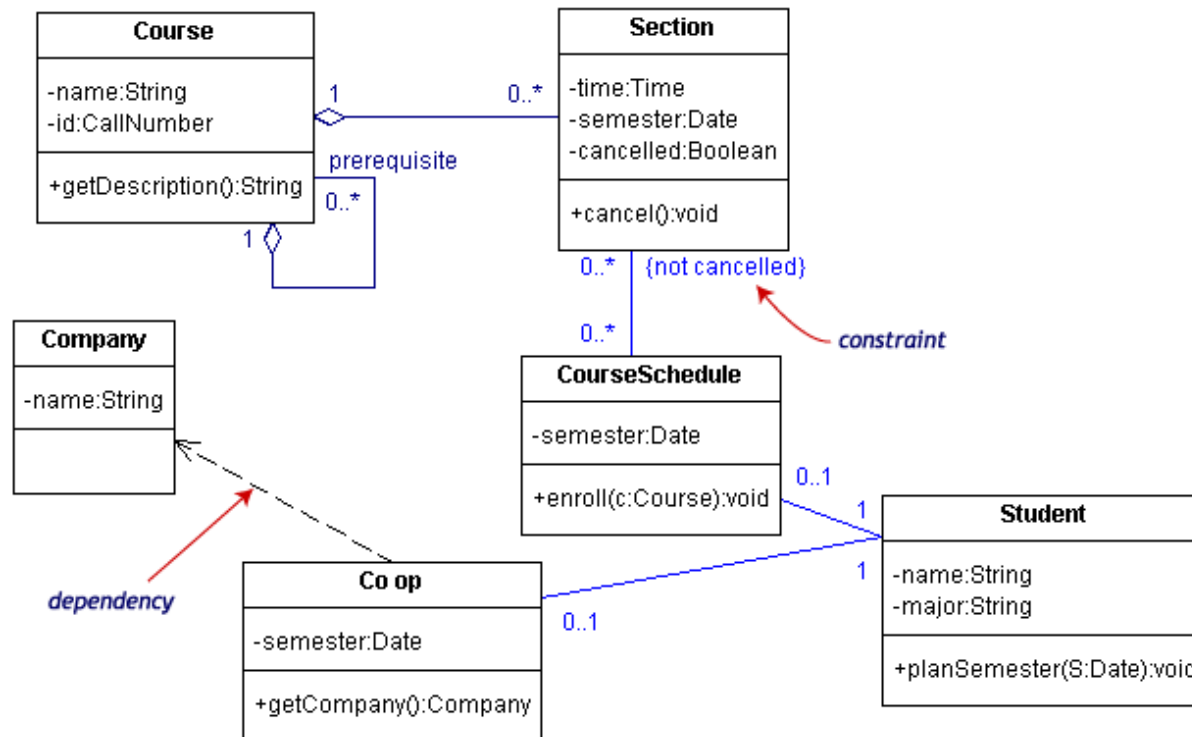 Course
-name:String
-id:CallNumber
+getDescription():String
1
0..*
prerequisite
0..*
1
Section
-time:Time
-semester:Date
-cancelled:Boolean
+cancel():void
0..*
{not cancelled}
constraint
0..*
Company
-name:String
dependency
CourseSchedule
-semester:Date
+enroll(c:Course):void
0..1
1
Student
-name:String
-major:String
+planSemester(S:Date):void
1
0..1
Co op
-semester:Date
+getCompany():Company